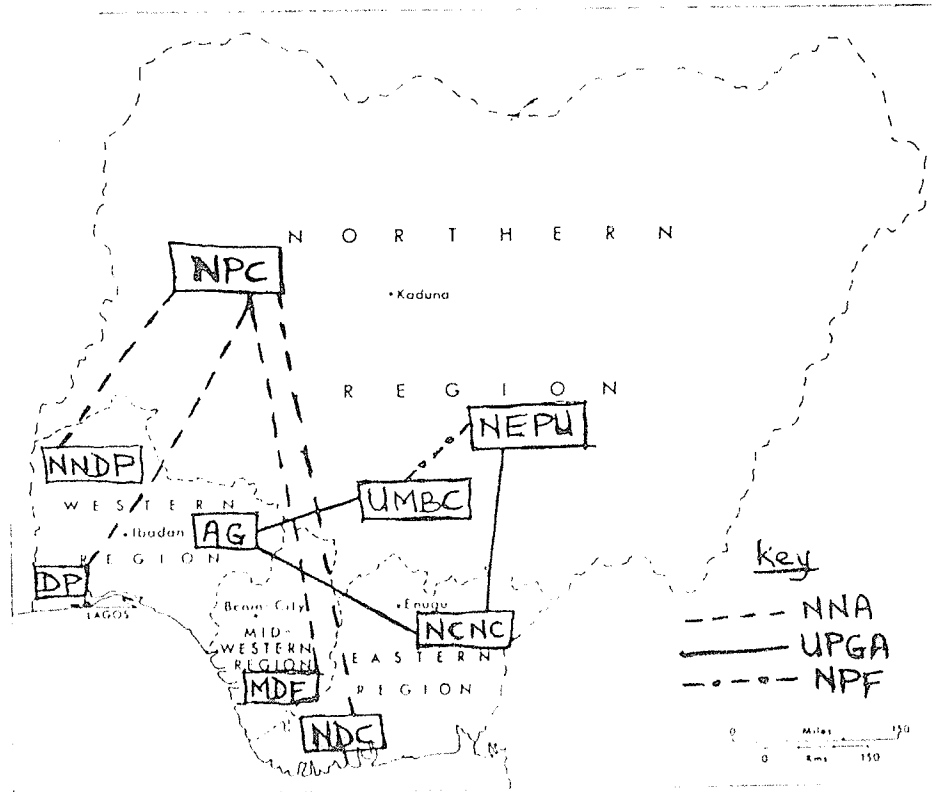 N O R T H E R N
NPC
Kaduna
R E G I O N
NEPU
NNDP
UMBC
W E S T E R N
AG
Ibadan
R E G I O N
DP
LAGOS
Benin City
Enugu
NCNC
MID-
WESTERN
REGION
E A S T E R N
MDF
R E G I O N
NDC
Key
NNA
UPGA
NPF
0 Miles 150
0 Kms 150